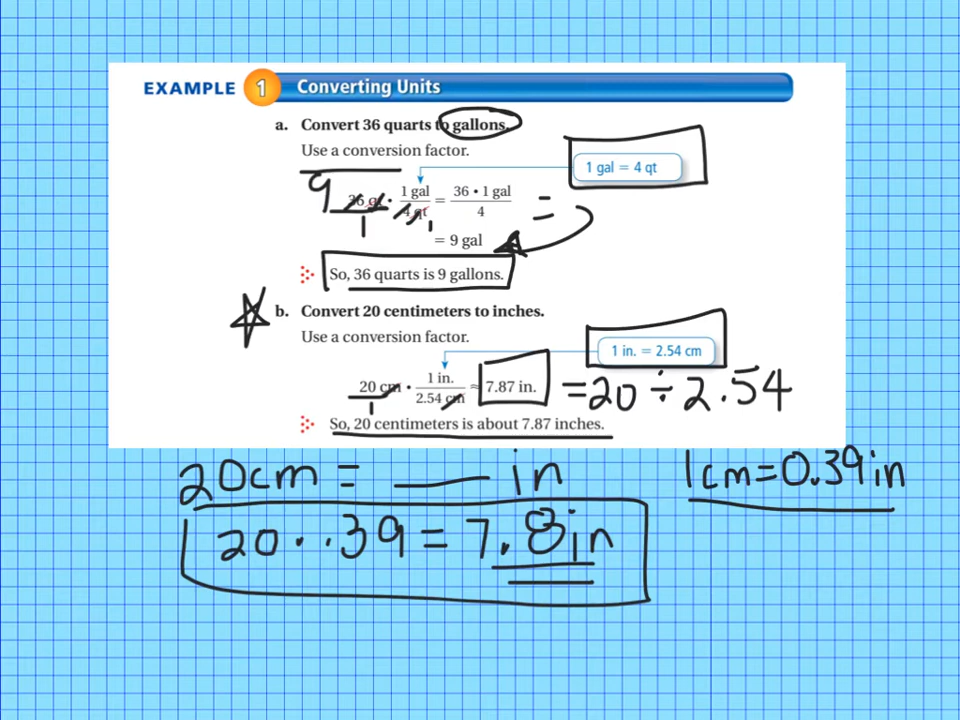 EXAMPLE 1 Converting Units
a. Convert 36 quarts to gallons.
Use a conversion factor.
1 gal = 4 qt
9 36 qt • 1 gal / 4 qt = 36 • 1 gal / 4 =
1 1
= 9 gal
So, 36 quarts is 9 gallons.
b. Convert 20 centimeters to inches.
Use a conversion factor.
1 in. = 2.54 cm
20 cm / 1 • 1 in. / 2.54 cm ≈ 7.87 in. = 20 ÷ 2.54
So, 20 centimeters is about 7.87 inches.
20cm = ___ in 1cm=0.39in
20 · .39 = 7.8in